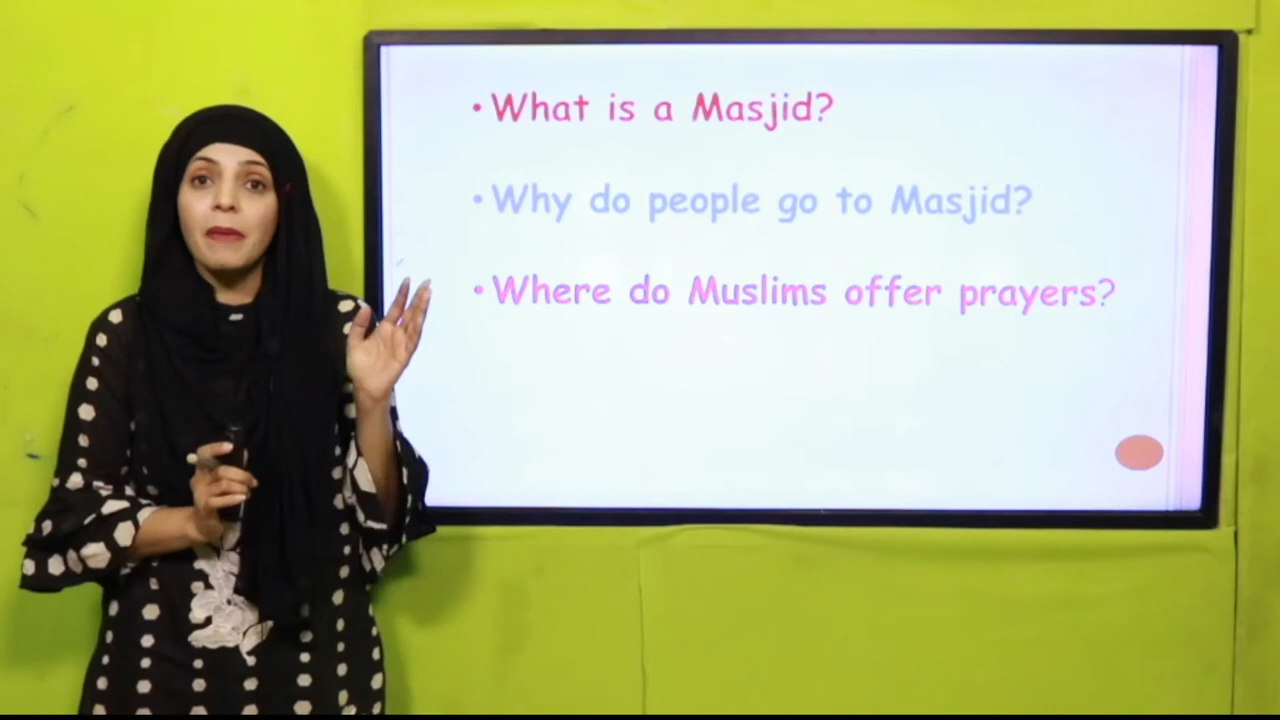 • What is a Masjid?
• Why do people go to Masjid?
• Where do Muslims offer prayers?